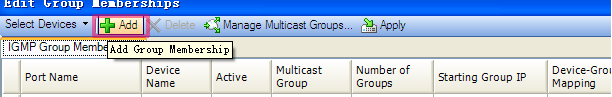 Edit Group Memberships
Select Devices Add Delete Manage Multicast Groups... Apply
IGMP Group Membe
Add Group Membership
Port Name Device Name Active Multicast Group Number of Groups Starting Group IP Device-Group Mapping